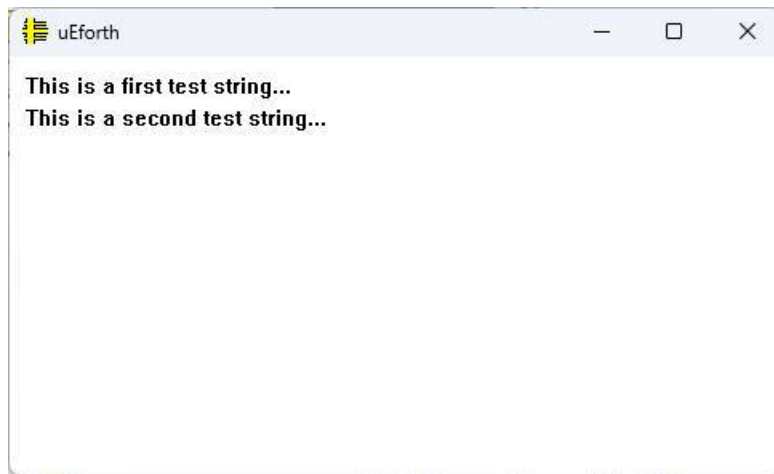 uEforth
This is a first test string...
This is a second test string...